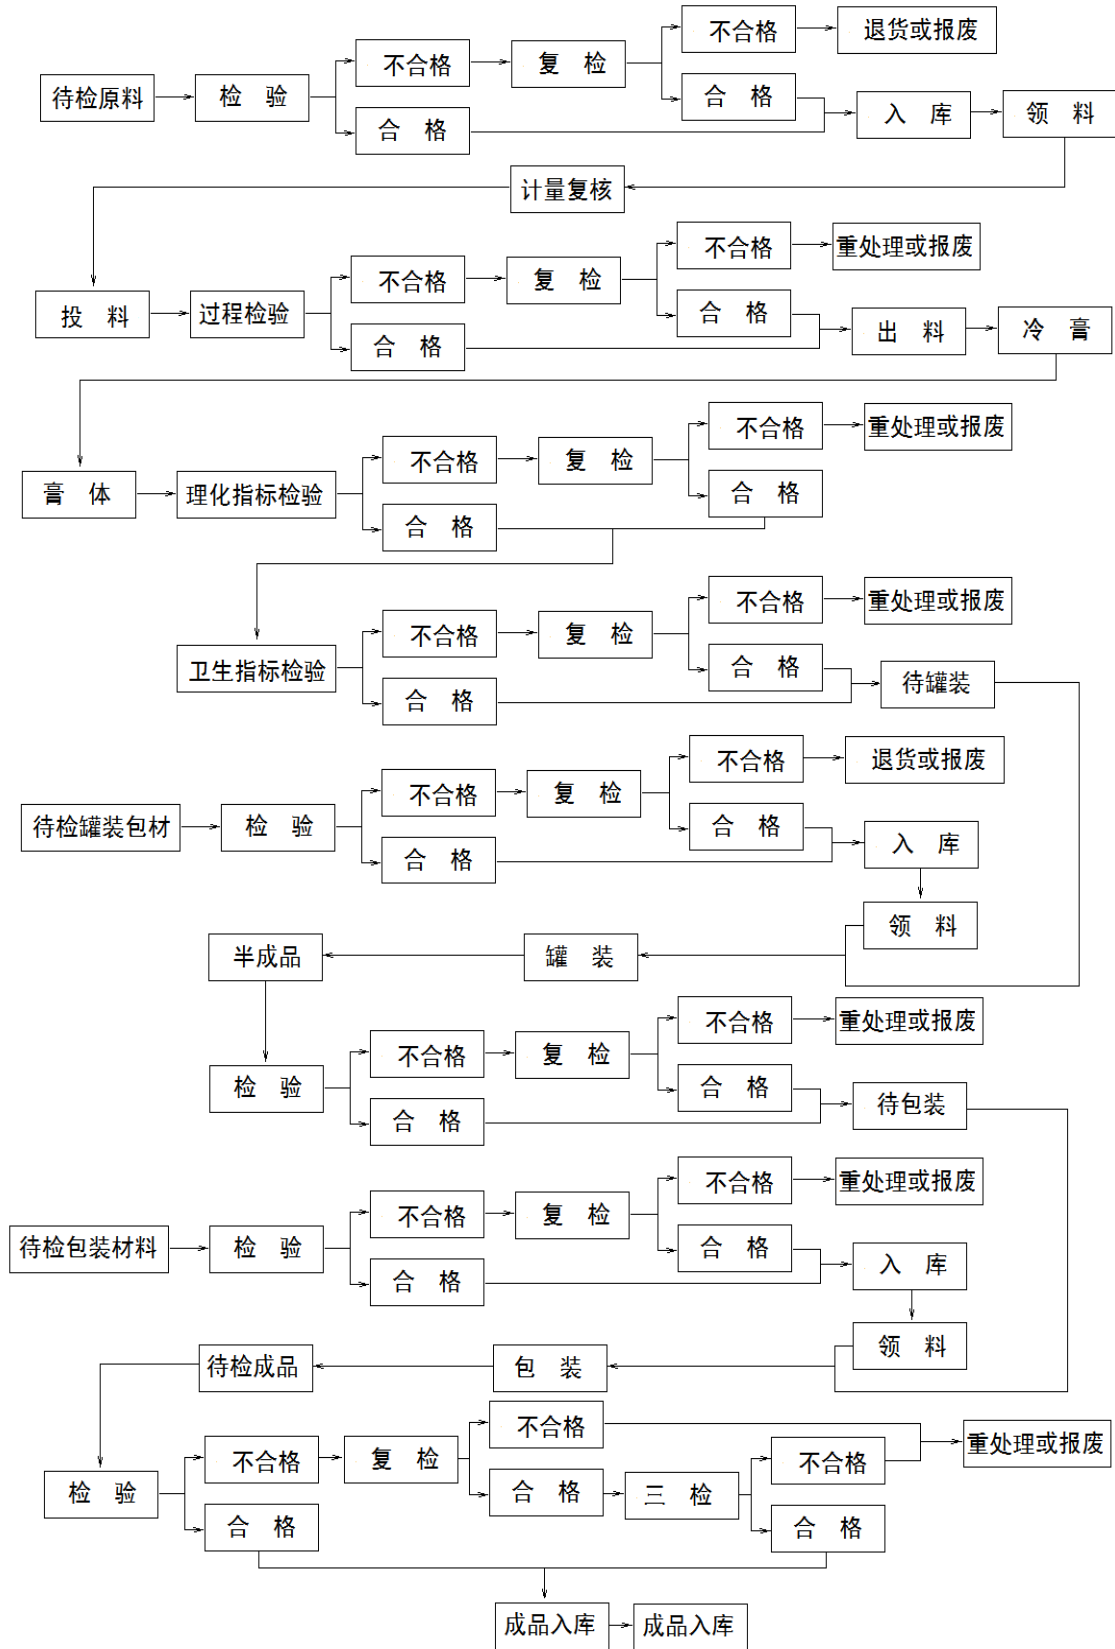 不合格
退货或报废
不合格
复 检
待检原料
检 验
合 格
合 格
入 库
领 料
计量复核
不合格
重处理或报废
不合格
复 检
投 料
过程检验
合 格
合 格
出 料
冷 膏
不合格
重处理或报废
不合格
复 检
膏 体
理化指标检验
合 格
合 格
不合格
重处理或报废
不合格
复 检
卫生指标检验
合 格
合 格
待罐装
不合格
退货或报废
不合格
复 检
待检罐装包材
检 验
合 格
合 格
入 库
领 料
半成品
罐 装
不合格
重处理或报废
不合格
复 检
检 验
合 格
合 格
待包装
不合格
重处理或报废
不合格
复 检
待检包装材料
检 验
合 格
合 格
入 库
领 料
待检成品
包 装
不合格
重处理或报废
不合格
复 检
不合格
检 验
合 格
三 检
合 格
合 格
成品入库
成品入库